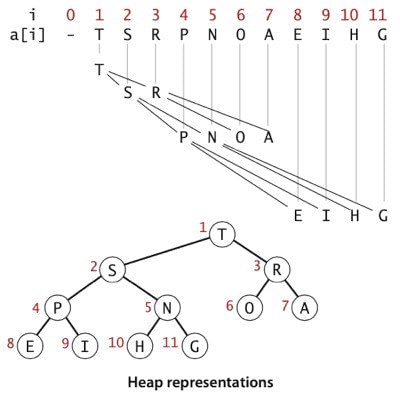 i 0 1 2 3 4 5 6 7 8 9 10 11
a[i] - T S R P N O A E I H G
T
S R
P N O A
E I H G
1 T
2 S 3 R
4 P 5 N 6 O 7 A
8 E 9 I 10 H 11 G
Heap representations